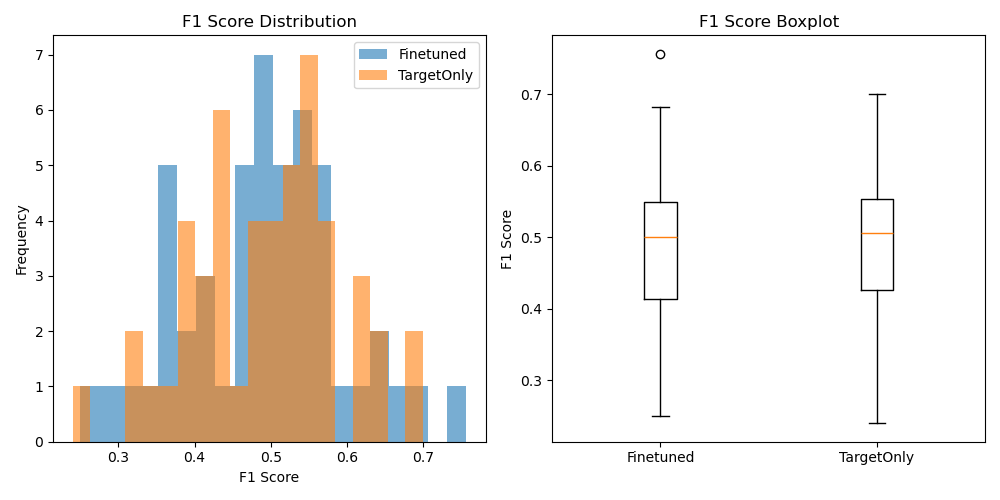 F1 Score Distribution
Finetuned
TargetOnly
7
6
5
4
3
2
1
0
Frequency
0.3 0.4 0.5 0.6 0.7
F1 Score
F1 Score Boxplot
0.7
0.6
0.5
0.4
0.3
F1 Score
Finetuned TargetOnly